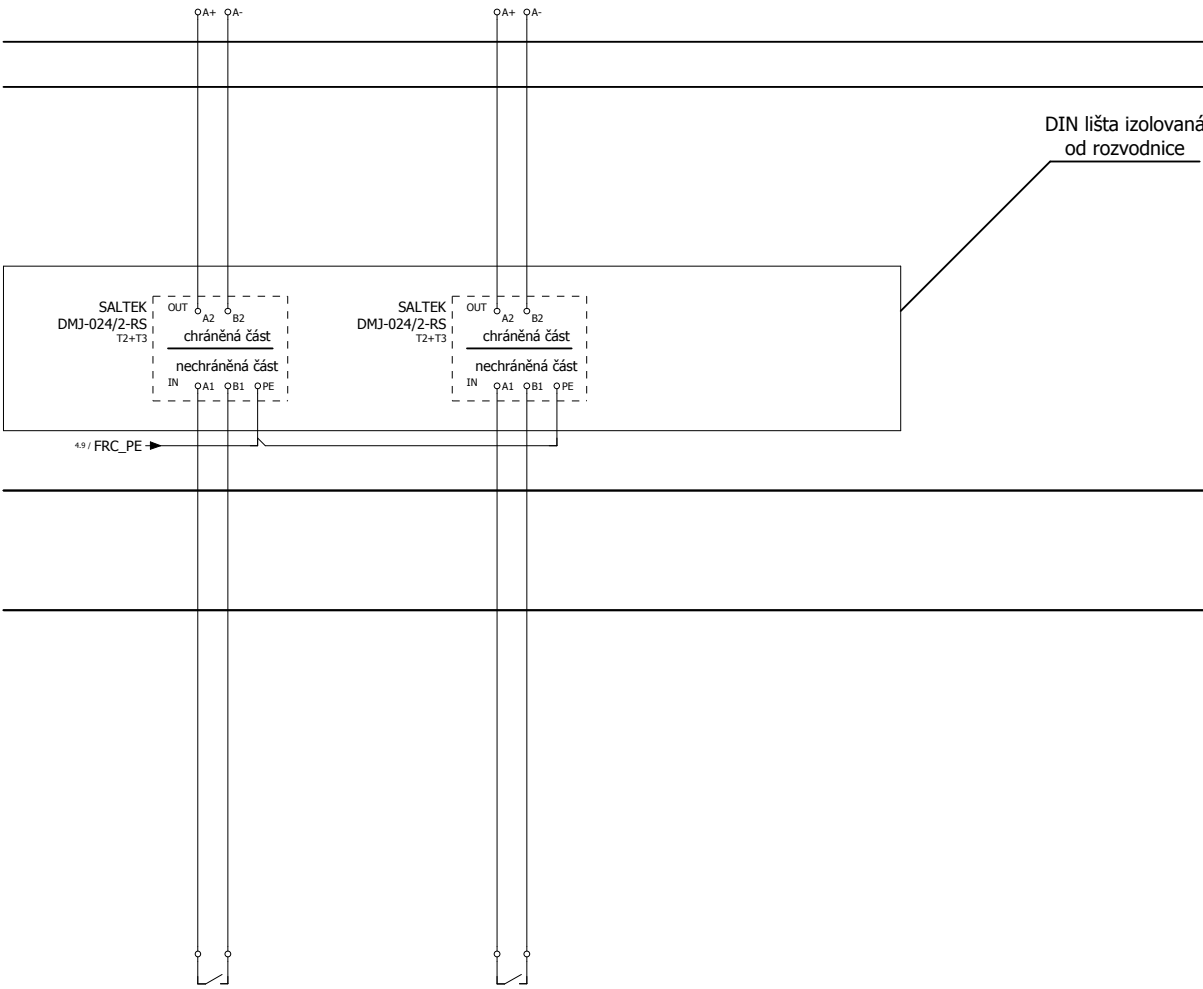 A+ A- A+ A-
DIN lišta izolovaná
od rozvodnice
SALTEK
DMJ-024/2-RS
T2+T3
OUT A2 B2
chráněná část
nechráněná část
IN A1 B1 PE
SALTEK
DMJ-024/2-RS
T2+T3
OUT A2 B2
chráněná část
nechráněná část
IN A1 B1 PE
4.9 / FRC_PE